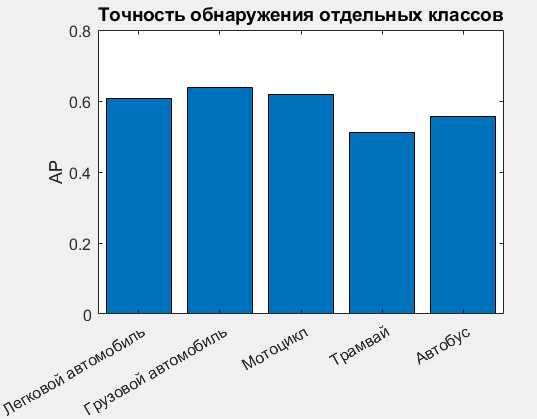 Точность обнаружения отдельных классов
0.8
0.6
0.4
0.2
0
AP
Легковой автомобиль
Грузовой автомобиль
Мотоцикл
Трамвай
Автобус